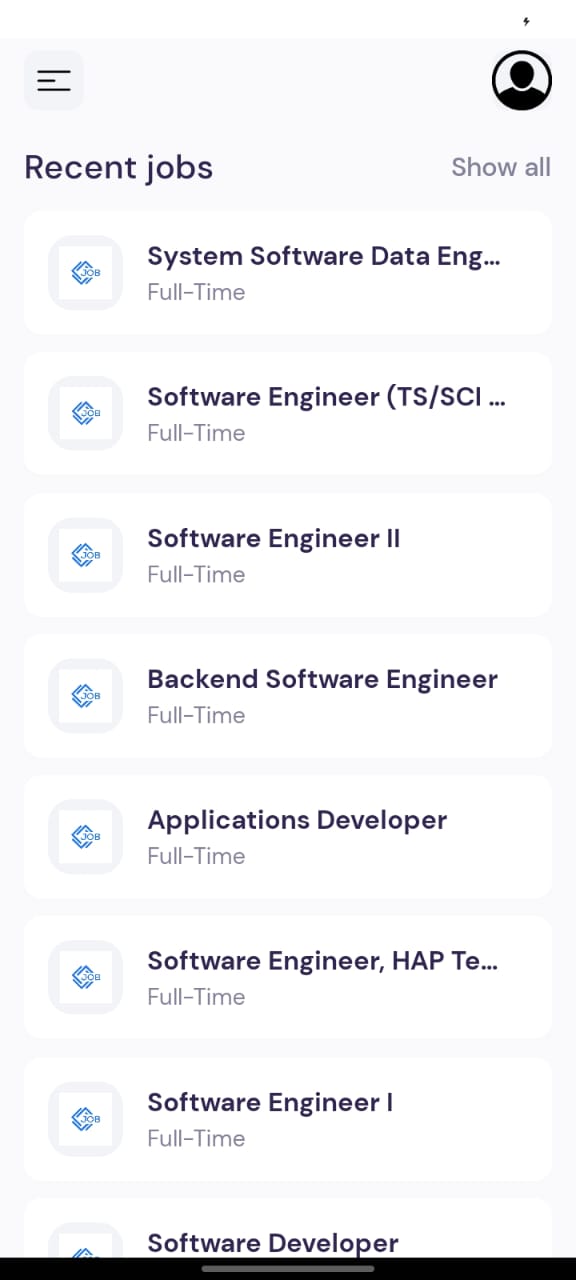 Recent jobs
Show all
JOB
System Software Data Eng...
Full-Time
JOB
Software Engineer (TS/SCI ...
Full-Time
JOB
Software Engineer II
Full-Time
JOB
Backend Software Engineer
Full-Time
JOB
Applications Developer
Full-Time
JOB
Software Engineer, HAP Te...
Full-Time
JOB
Software Engineer I
Full-Time
Software Developer